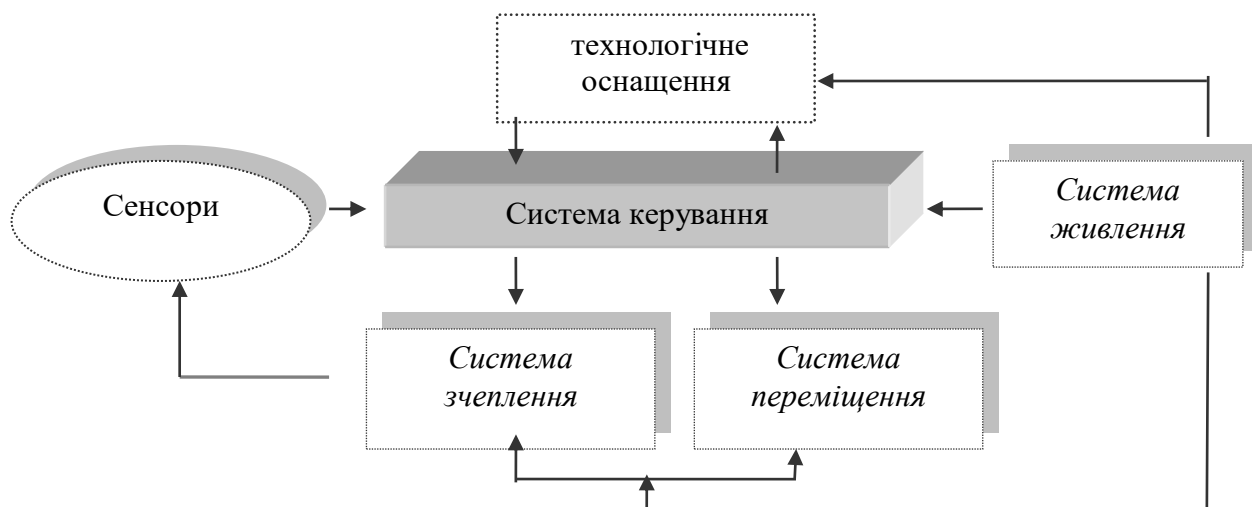 технологічне
оснащення
Сенсори
Система керування
Система
живлення
Система
зчеплення
Система
переміщення